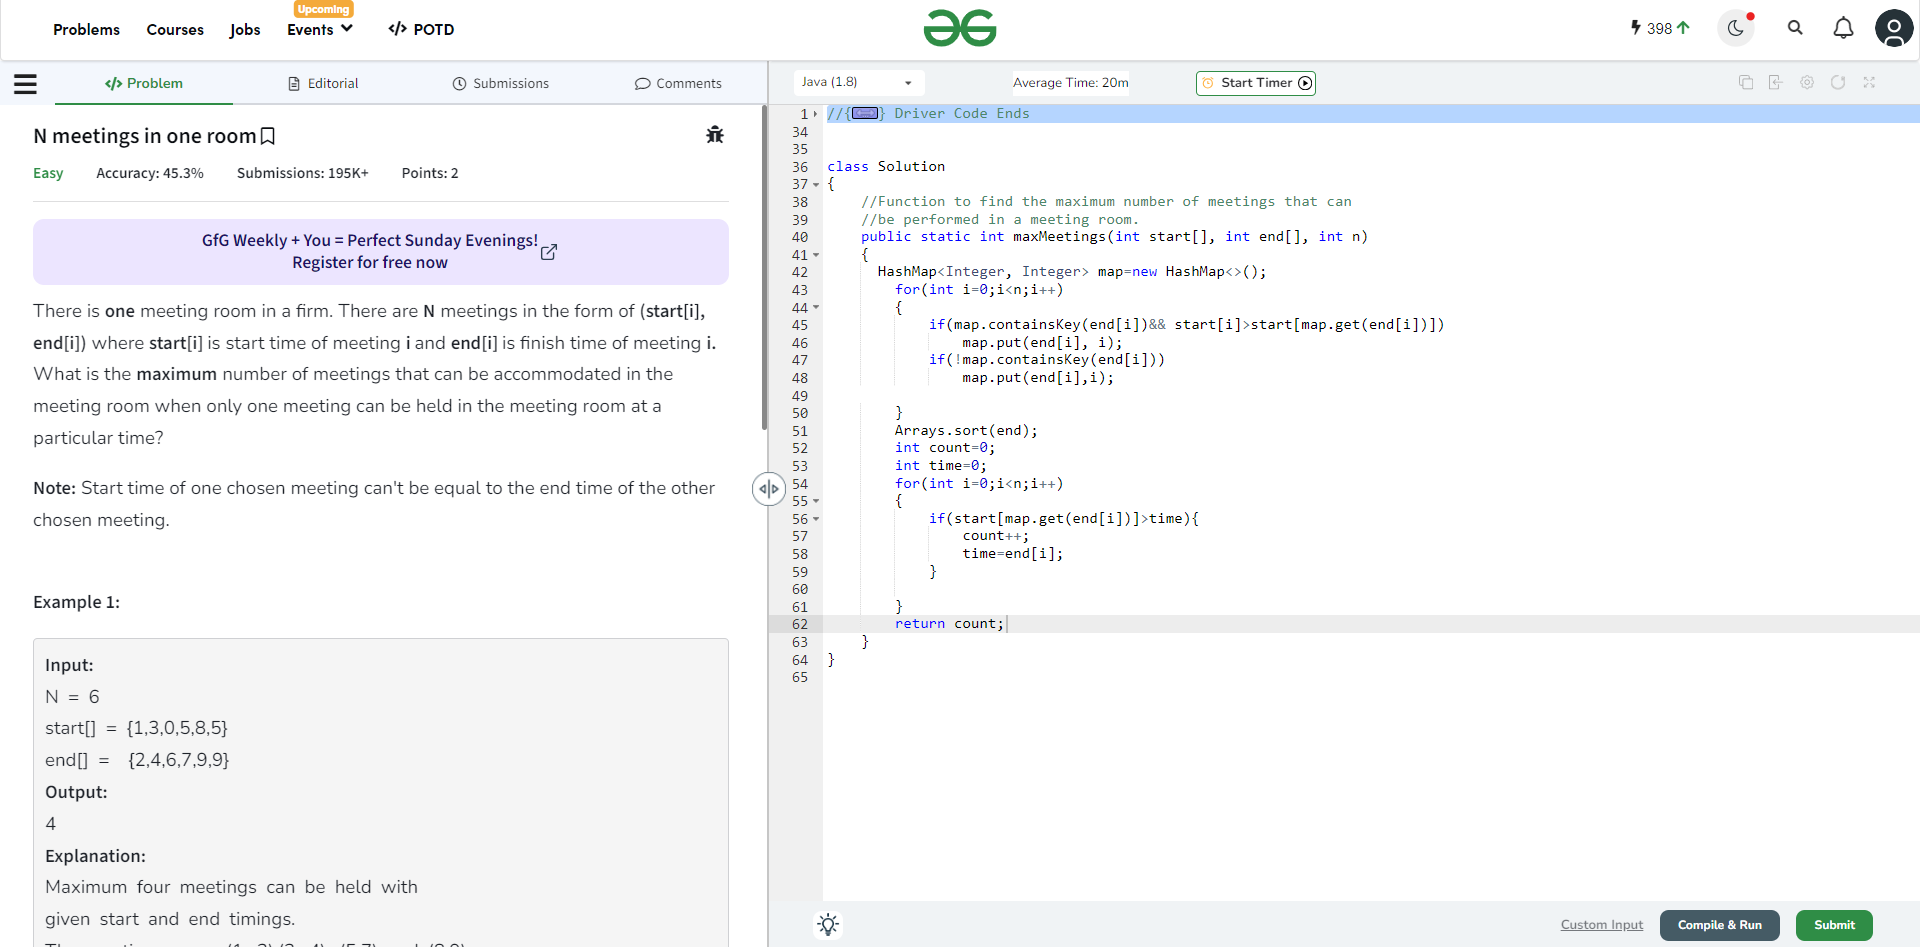 Upcoming
Problems Courses Jobs Events </> POTD
398
</> Problem Editorial Submissions Comments
N meetings in one room
Easy Accuracy: 45.3% Submissions: 195K+ Points: 2
GfG Weekly + You = Perfect Sunday Evenings!
Register for free now
There is one meeting room in a firm. There are N meetings in the form of (start[i],
end[i]) where start[i] is start time of meeting i and end[i] is finish time of meeting i.
What is the maximum number of meetings that can be accommodated in the
meeting room when only one meeting can be held in the meeting room at a
particular time?
Note: Start time of one chosen meeting can't be equal to the end time of the other
chosen meeting.
Example 1:
Input:
N = 6
start[] = {1,3,0,5,8,5}
end[] = {2,4,6,7,9,9}
Output:
4
Explanation:
Maximum four meetings can be held with
given start and end timings.
Java (1.8) Average Time: 20m Start Timer
1 //{ } Driver Code Ends
34
35
36 class Solution
37 {
38 //Function to find the maximum number of meetings that can
39 //be performed in a meeting room.
40 public static int maxMeetings(int start[], int end[], int n)
41 {
42 HashMap<Integer, Integer> map=new HashMap<>();
43 for(int i=0;i<n;i++)
44 {
45 if(map.containsKey(end[i])&& start[i]>start[map.get(end[i])])
46 map.put(end[i], i);
47 if(!map.containsKey(end[i]))
48 map.put(end[i],i);
49
50 }
51 Arrays.sort(end);
52 int count=0;
53 int time=0;
54 for(int i=0;i<n;i++)
55 {
56 if(start[map.get(end[i])]>time){
57 count++;
58 time=end[i];
59 }
60
61 }
62 return count;
63 }
64 }
65
Custom Input Compile & Run Submit